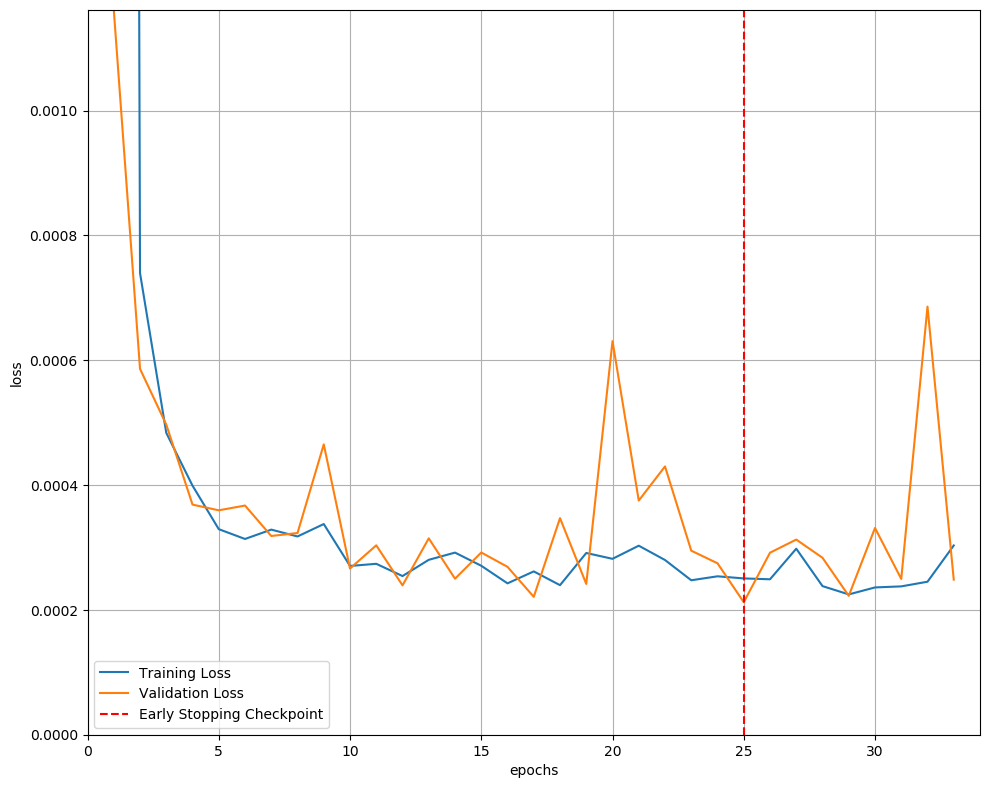 0.0010
0.0008
0.0006
0.0004
0.0002
0.0000
loss
Training Loss
Validation Loss
Early Stopping Checkpoint
0 5 10 15 20 25 30
epochs